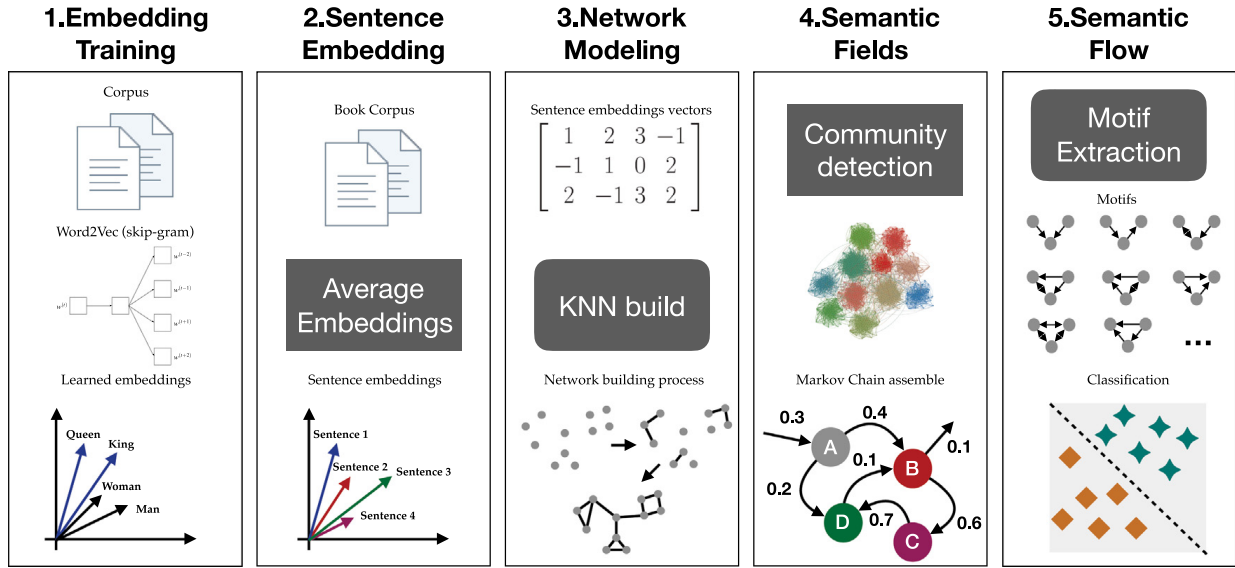 1.Embedding
Training
2.Sentence
Embedding
3.Network
Modeling
4.Semantic
Fields
5.Semantic
Flow
Corpus
Word2Vec (skip-gram)
w(t)
w(t−2)
w(t−1)
w(t+1)
w(t+2)
Learned embeddings
Queen
King
Woman
Man
Book Corpus
Average
Embeddings
Sentence embeddings
Sentence 1
Sentence 2
Sentence 3
Sentence 4
Sentence embeddings vectors
1 2 3 −1
−1 1 0 2
2 −1 3 2
KNN build
Network building process
Community
detection
Markov Chain assemble
0.3
0.4
A
0.1
0.1
B
0.2
D
0.7
0.6
C
Motif
Extraction
Motifs
...
Classification